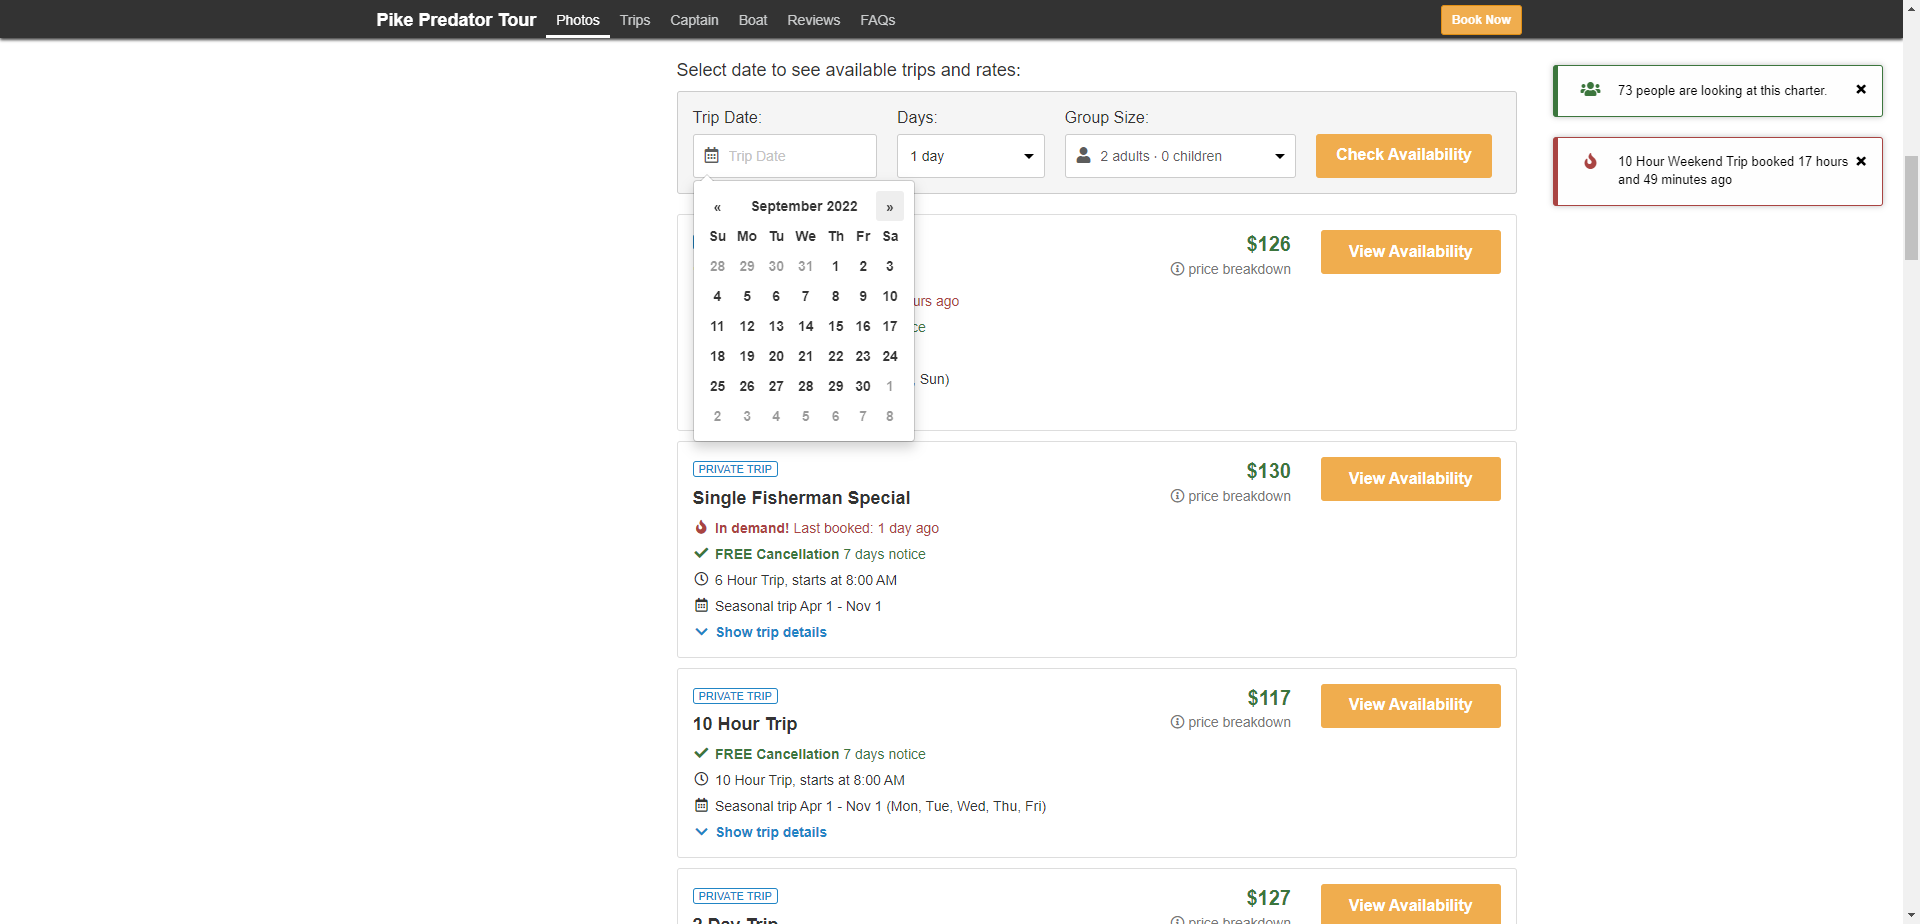 Pike Predator Tour Photos Trips Captain Boat Reviews FAQs Book Now
Select date to see available trips and rates:
Trip Date: Days: Group Size:
Trip Date 1 day 2 adults · 0 children Check Availability
« September 2022 »
Su Mo Tu We Th Fr Sa
28 29 30 31 1 2 3
4 5 6 7 8 9 10
11 12 13 14 15 16 17
18 19 20 21 22 23 24
25 26 27 28 29 30 1
2 3 4 5 6 7 8
73 people are looking at this charter.
10 Hour Weekend Trip booked 17 hours
and 49 minutes ago
$126 View Availability
price breakdown
ago
Sun)
PRIVATE TRIP
$130 View Availability
price breakdown
Single Fisherman Special
In demand! Last booked: 1 day ago
FREE Cancellation 7 days notice
6 Hour Trip, starts at 8:00 AM
Seasonal trip Apr 1 - Nov 1
Show trip details
PRIVATE TRIP
$117 View Availability
price breakdown
10 Hour Trip
FREE Cancellation 7 days notice
10 Hour Trip, starts at 8:00 AM
Seasonal trip Apr 1 - Nov 1 (Mon, Tue, Wed, Thu, Fri)
Show trip details
PRIVATE TRIP
$127 View Availability
price breakdown
2 Day Trip